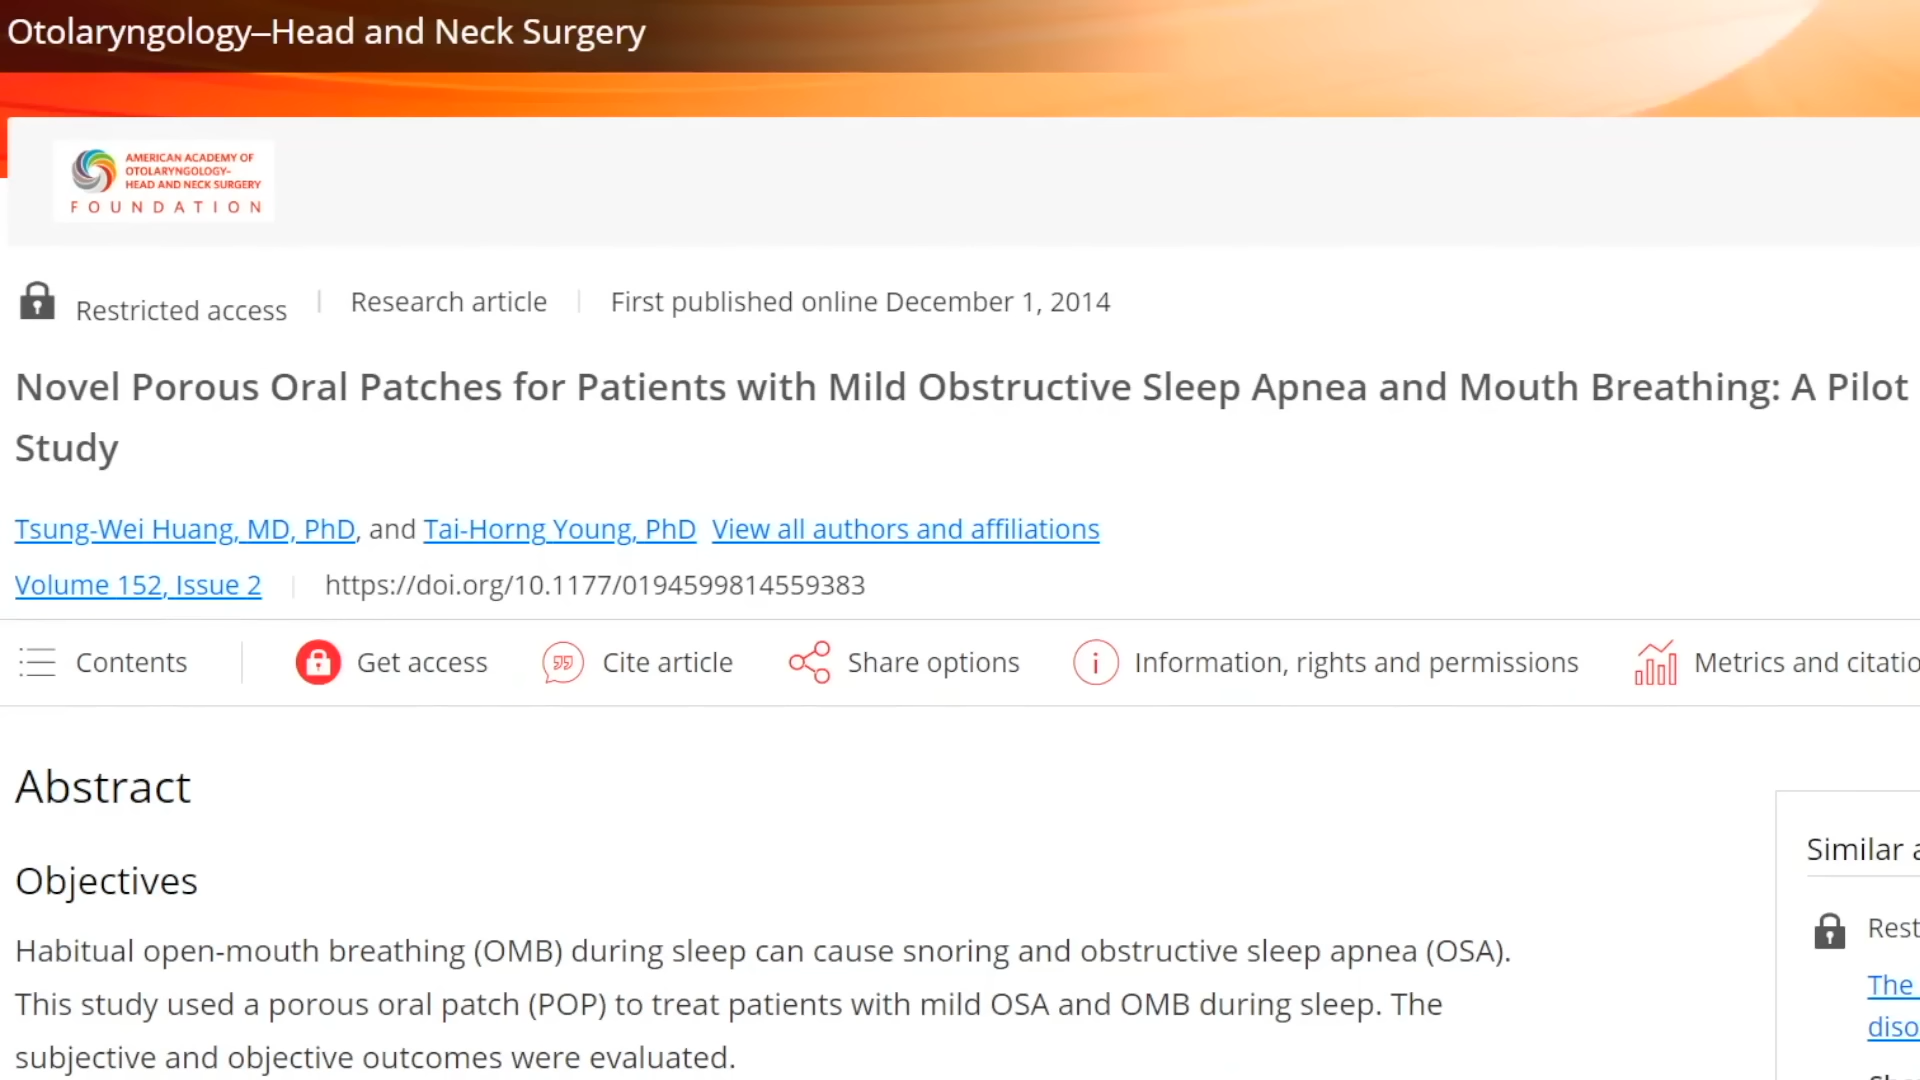 Otolaryngology–Head and Neck Surgery
AMERICAN ACADEMY OF
OTOLARYNGOLOGY–
HEAD AND NECK SURGERY
FOUNDATION
Restricted access
Research article
First published online December 1, 2014
Novel Porous Oral Patches for Patients with Mild Obstructive Sleep Apnea and Mouth Breathing: A Pilot
Study
Tsung-Wei Huang, MD, PhD, and Tai-Horng Young, PhD View all authors and affiliations
Volume 152, Issue 2
https://doi.org/10.1177/0194599814559383
Contents
Get access
Cite article
Share options
Information, rights and permissions
Metrics and citatio
Abstract
Objectives
Habitual open-mouth breathing (OMB) during sleep can cause snoring and obstructive sleep apnea (OSA).
This study used a porous oral patch (POP) to treat patients with mild OSA and OMB during sleep. The
subjective and objective outcomes were evaluated.
Similar a
Rest
The
diso